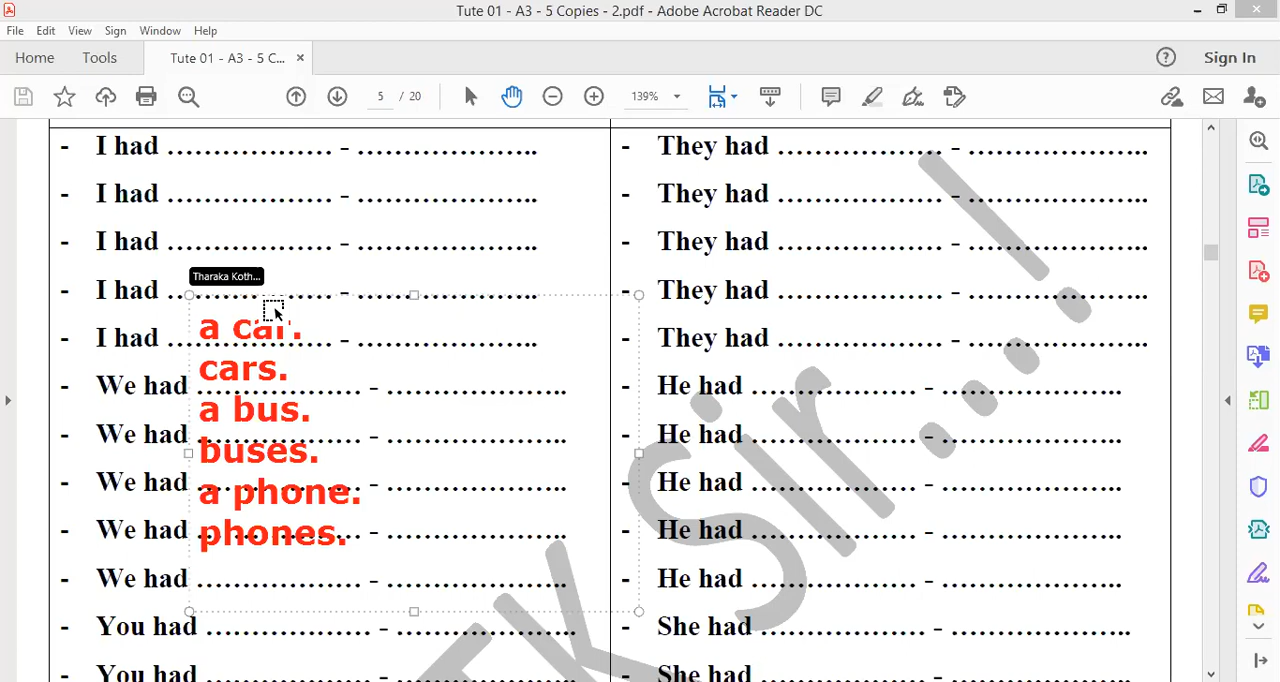 Tute 01 - A3 - 5 Copies - 2.pdf - Adobe Acrobat Reader DC
File Edit View Sign Window Help
Home Tools Tute 01 - A3 - 5 C... × Sign In
5 / 20 139%
- I had ……………… - …………………..
- I had ……………… - …………………..
- I had ……………… - …………………..
Tharaka Koth...
- I had ……………… - …………………..
a car.
- I had ……………… - …………………..
cars.
- We had ……………… - …………………..
a bus.
- We had ……………… - …………………..
buses.
- We had ……………… - …………………..
a phone.
- We had ……………… - …………………..
phones.
- We had ……………… - …………………..
- You had ……………… - …………………..
- You had
- They had ……………… - …………………..
- They had ……………… - …………………..
- They had ……………… - …………………..
- They had ……………… - …………………..
- They had ……………… - …………………..
- He had ……………… - …………………..
- He had ……………… - …………………..
- He had ……………… - …………………..
- He had ……………… - …………………..
- He had ……………… - …………………..
- She had ……………… - …………………..
- She had
TK Sir...!